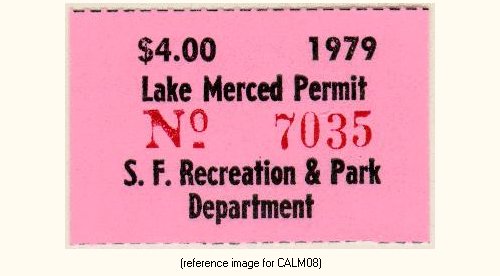 $4.00 1979
Lake Merced Permit
Nº 7035
S. F. Recreation & Park
Department
(reference image for CALM08)